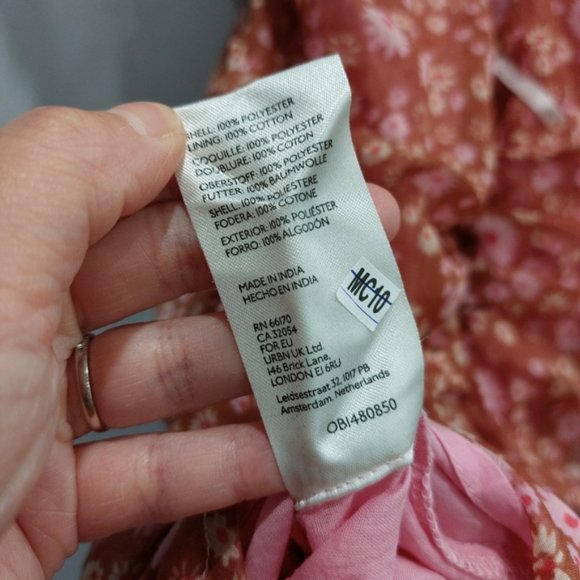 SHELL: 100% POLYESTER
LINING: 100% COTTON
COQUILLE: 100% POLYESTER
DOUBLURE: 100% COTON
OBERSTOFF: 100% POLYESTER
FUTTER: 100% BAUMWOLLE
SHELL: 100% POLIESTERE
FODERA: 100% COTONE
EXTERIOR: 100% POLIÉSTER
FORRO: 100% ALGODÓN
MADE IN INDIA
HECHO EN INDIA
MC10
RN 66170
CA 32054
FOR EU
URBN UK Ltd.
146 Brick Lane,
LONDON E1 6RU
Leidsestraat 32, 1017 PB
Amsterdam, Netherlands
OB1480850